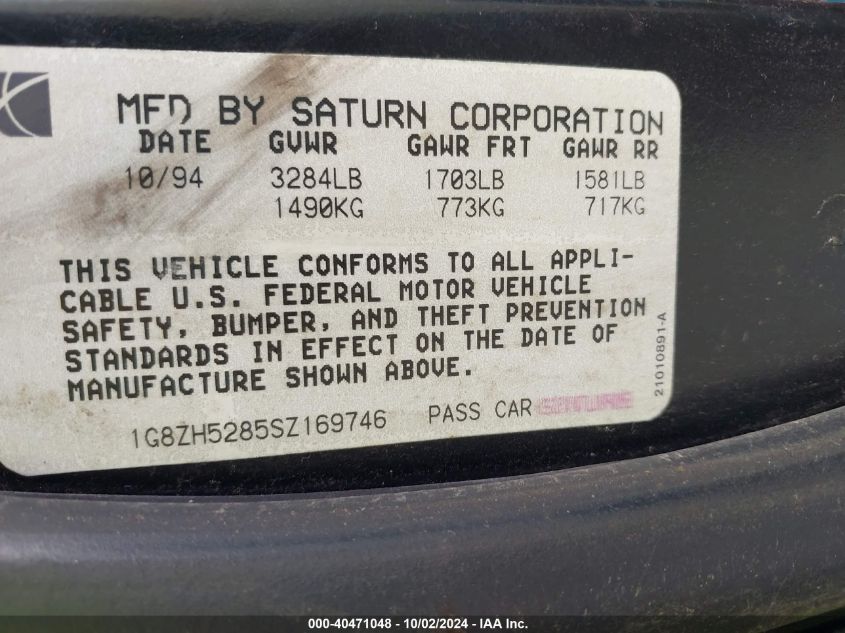 MFD BY SATURN CORPORATION
DATE GVWR GAWR FRT GAWR RR
10/94 3284LB 1703LB 1581LB
1490KG 773KG 717KG
THIS VEHICLE CONFORMS TO ALL APPLI-
CABLE U.S. FEDERAL MOTOR VEHICLE
SAFETY, BUMPER, AND THEFT PREVENTION
STANDARDS IN EFFECT ON THE DATE OF
MANUFACTURE SHOWN ABOVE.
1G8ZH5285SZ169746 PASS CAR
21010891-A
000-40471048 - 10/02/2024 - IAA Inc.